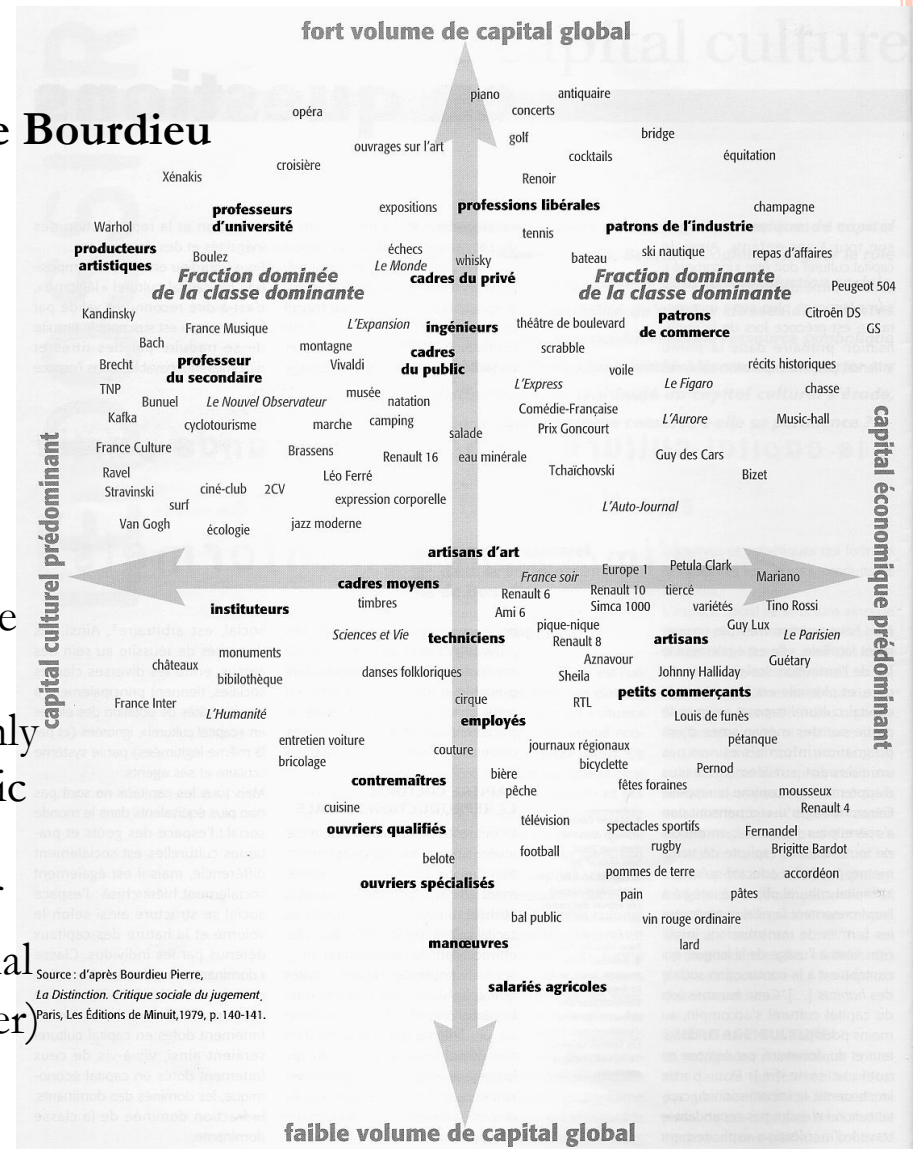 fort volume de capital global
piano
antiquaire
opéra
concerts
e Bourdieu
golf
bridge
ouvrages sur l'art
cocktails
équitation
croisière
Xénakis
Renoir
professeurs
d'université
expositions
professions libérales
champagne
Warhol
patrons de l'industrie
tennis
producteurs
artistiques
Boulez
échecs
ski nautique
repas d'affaires
bateau
whisky
Le Monde
Fraction dominée
de la classe dominante
cadres du privé
Fraction dominante
de la classe dominante
Peugeot 504
Kandinsky
Citroën DS
France Musique
L'Expansion
ingénieurs
théâtre de boulevard
patrons
de commerce
GS
Bach
montagne
scrabble
cadres
du public
Brecht
professeur
du secondaire
Vivaldi
voile
récits historiques
TNP
L'Express
Le Figaro
chasse
musée
natation
Bunuel
Le Nouvel Observateur
Comédie-Française
Kafka
cyclotourisme
marche
camping
L'Aurore
Music-hall
salade
Prix Goncourt
France Culture
Brassens
Renault 16
eau minérale
Guy des Cars
Ravel
Léo Ferré
Tchaïchovski
Bizet
Stravinski
ciné-club
2CV
surf
expression corporelle
L'Auto-Journal
Van Gogh
écologie
jazz moderne
capital culturel prédominant
capital économique prédominant
artisans d'art
cadres moyens
France soir
Europe 1
Petula Clark
Mariano
Renault 6
Renault 10
tiercé
instituteurs
timbres
Ami 6
Simca 1000
variétés
Tino Rossi
e
pique-nique
Guy Lux
Sciences et Vie
techniciens
Renault 8
artisans
Le Parisien
monuments
Aznavour
Guétary
châteaux
danses folkloriques
Sheila
Johnny Halliday
bibilothèque
cirque
RTL
petits commerçants
France Inter
L'Humanité
employés
Louis de funès
nly
entretien voiture
couture
journaux régionaux
pétanque
bricolage
bicyclette
Pernod
bière
ic
contremaîtres
pêche
fêtes foraines
mousseux
cuisine
Renault 4
télévision
ouvriers qualifiés
spectacles sportifs
Fernandel
rugby
belote
football
Brigitte Bardot
pommes de terre
accordéon
ouvriers spécialisés
pain
pâtes
bal public
vin rouge ordinaire
manœuvres
lard
al
er)
salariés agricoles
Source : d'après Bourdieu Pierre,
La Distinction. Critique sociale du jugement,
Paris, Les Éditions de Minuit,1979, p. 140-141.
faible volume de capital global